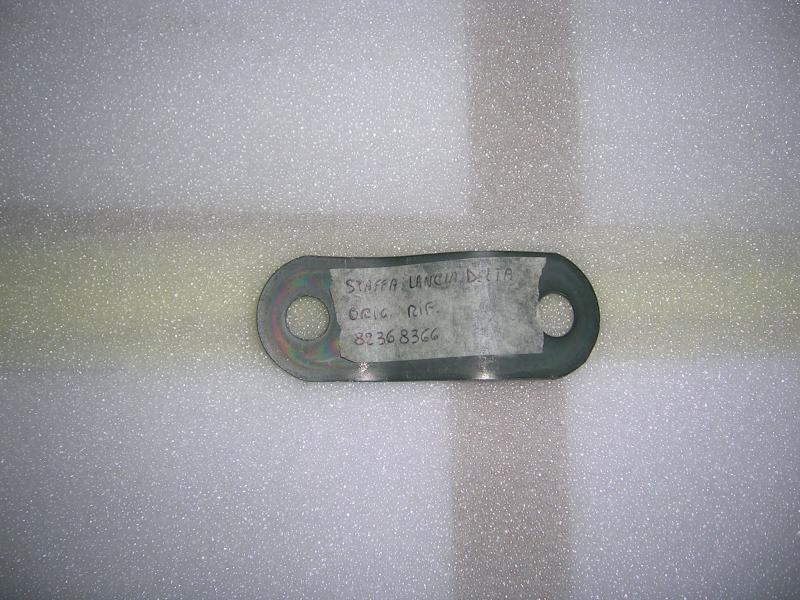 STAFFA LANCIA DELTA
ORIG. RIF.
82368366